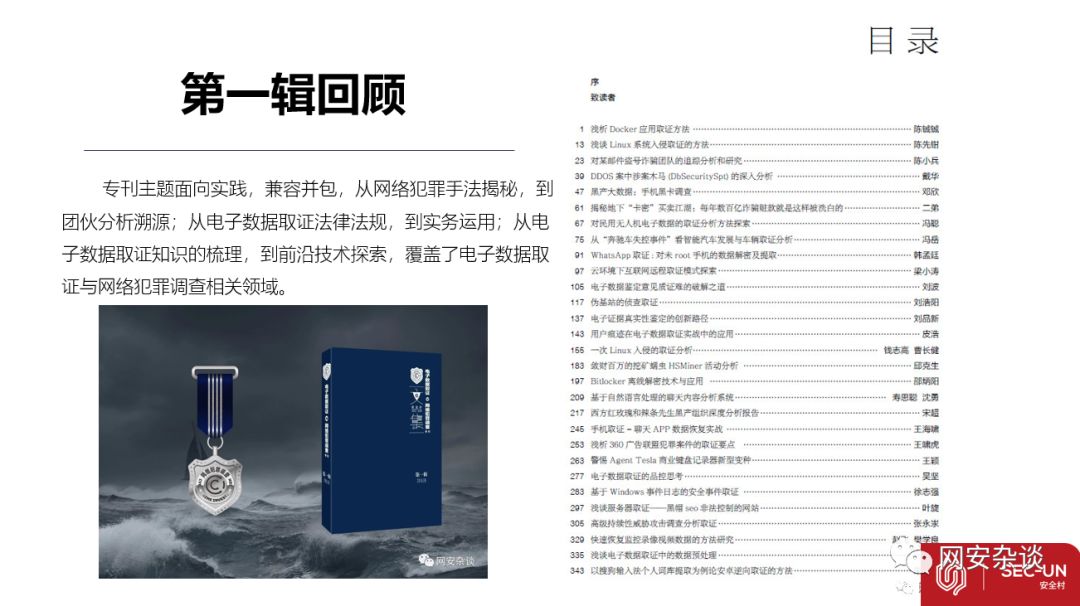 第一辑回顾
专刊主题面向实践，兼容并包，从网络犯罪手法揭秘，到
团伙分析溯源；从电子数据取证法律法规，到实务运用；从电
子数据取证知识的梳理，到前沿技术探索，覆盖了电子数据取
证与网络犯罪调查相关领域。
网安杂谈
目录
序
致读者
1 浅析 Docker 应用取证方法 陈铖铖
13 浅谈 Linux 系统入侵取证的方法 陈先钳
23 对某邮件盗号诈骗团队的追踪分析和研究 陈小兵
39 DDOS 案中涉案木马 (DbSecuritySpt) 的深入分析 戴华
47 黑产大数据：手机黑卡调查 邓欣
61 揭秘地下“卡密”买卖江湖：每年数百亿诈骗赃款就是这样被洗白的 二弟
67 对民用无人机电子数据的取证分析方法探索 冯聪
75 从“奔驰车失控事件”看智能汽车发展与车辆取证分析 冯岳
91 WhatsApp 取证：对未 root 手机的数据解密及提取 韩孟廷
97 云环境下互联网远程取证模式探索 梁小涛
105 电子数据鉴定意见质证难的破解之道 刘波
117 伪基站的侦查取证 刘浩阳
137 电子证据真实性鉴定的创新路径 刘品新
143 用户痕迹在电子数据取证实战中的应用 皮浩
155 一次 Linux 入侵的取证分析 钱志高 曹长健
183 敛财百万的挖矿蠕虫 HSMiner 活动分析 邱克生
197 Bitlocker 离线解密技术与应用 邵炳阳
209 基于自然语言处理的聊天内容分析系统 寿思聪 沈勇
217 西方红玫瑰和辣条先生黑产组织深度分析报告 宋超
245 手机取证 - 聊天 APP 数据恢复实战 王海啸
253 浅析 360 广告联盟犯罪案件的取证要点 王啸虎
263 警惕 Agent Tesla 商业键盘记录器新型变种 王颖
277 电子数据取证的品控思考 吴坚
283 基于 Windows 事件日志的安全事件取证 徐志强
297 浅谈服务器取证——黑帽 seo 非法控制的网站 叶旋
305 高级持续性威胁攻击调查分析取证 张永涂
329 快速恢复监控录像视频数据的方法研究 樊学良
335 浅谈电子数据取证中的数据预处理
343 以搜狗输入法个人词库提取为例论安卓逆向取证的方法
网安杂谈
SEC-UN
安全村